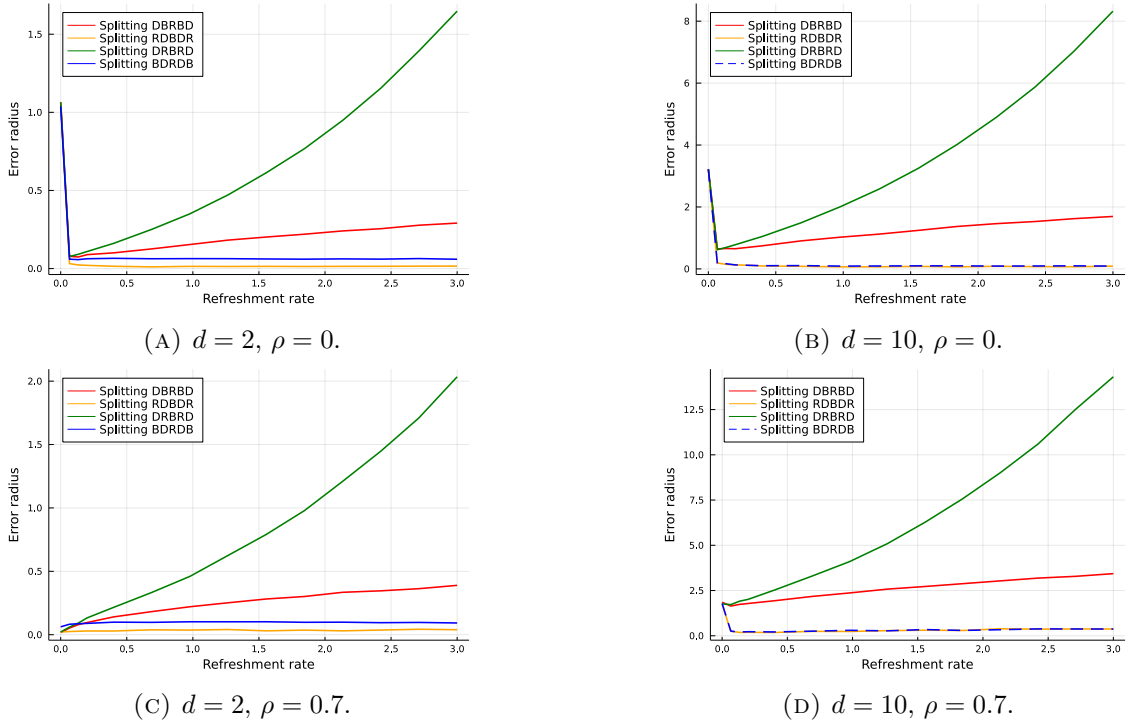 Splitting DBRBD
Splitting RDBDR
Splitting DRBRD
Splitting BDRDB
Error radius
1.5
1.0
0.5
0.0
0.0 0.5 1.0 1.5 2.0 2.5 3.0
Refreshment rate
(A) d = 2, ρ = 0.
Splitting DBRBD
Splitting RDBDR
Splitting DRBRD
Splitting BDRDB
Error radius
8
6
4
2
0
0.0 0.5 1.0 1.5 2.0 2.5 3.0
Refreshment rate
(B) d = 10, ρ = 0.
Splitting DBRBD
Splitting RDBDR
Splitting DRBRD
Splitting BDRDB
Error radius
2.0
1.5
1.0
0.5
0.0
0.0 0.5 1.0 1.5 2.0 2.5 3.0
Refreshment rate
(C) d = 2, ρ = 0.7.
Splitting DBRBD
Splitting RDBDR
Splitting DRBRD
Splitting BDRDB
Error radius
12.5
10.0
7.5
5.0
2.5
0.0
0.0 0.5 1.0 1.5 2.0 2.5 3.0
Refreshment rate
(D) d = 10, ρ = 0.7.